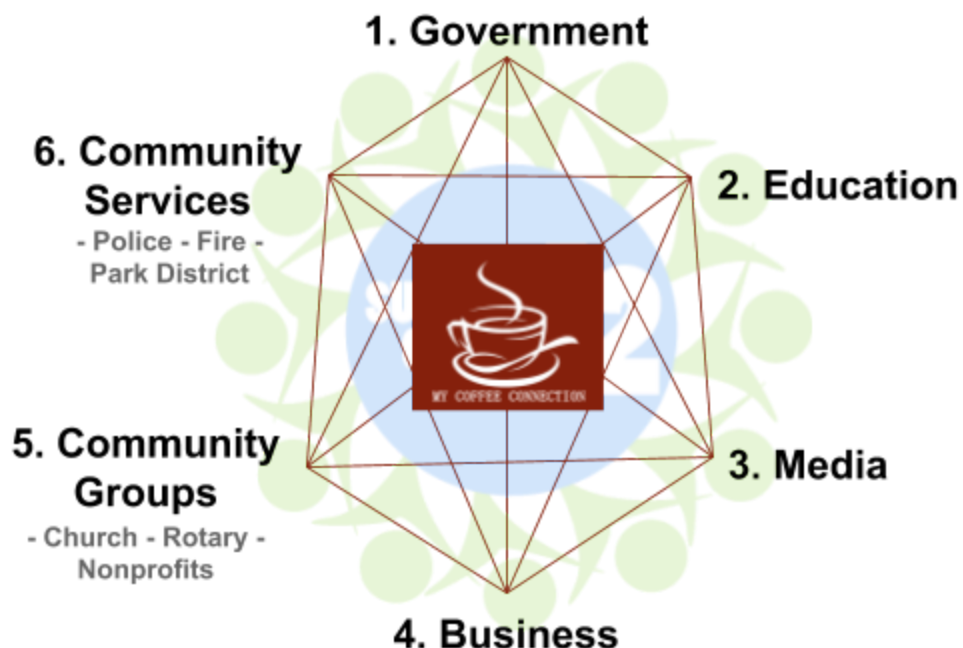 1. Government
6. Community
Services
- Police - Fire -
Park District
2. Education
MY COFFEE CONNECTION
5. Community
Groups
- Church - Rotary -
Nonprofits
3. Media
4. Business